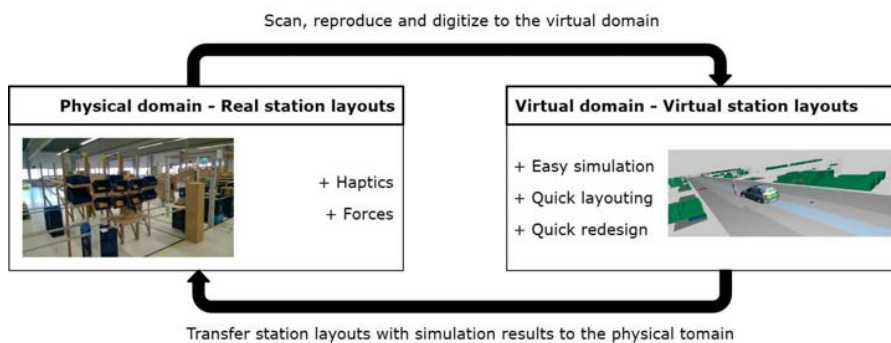 Scan, reproduce and digitize to the virtual domain
Physical domain - Real station layouts
+ Haptics
+ Forces
Virtual domain - Virtual station layouts
+ Easy simulation
+ Quick layouting
+ Quick redesign
Transfer station layouts with simulation results to the physical tomain